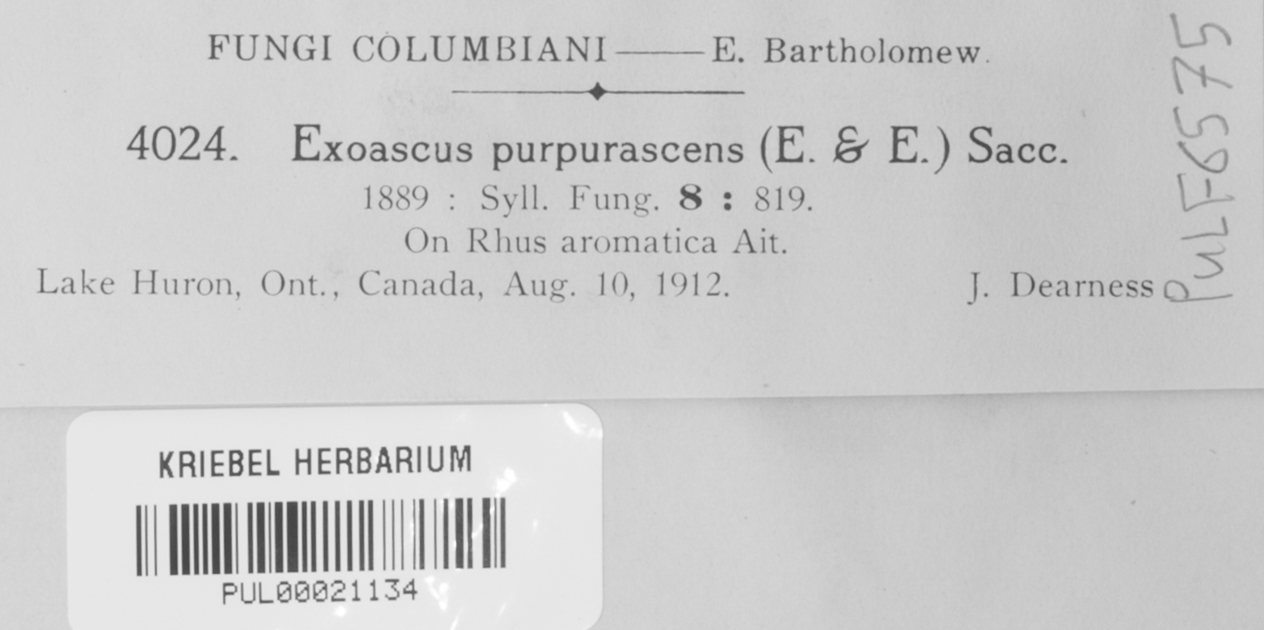 FUNGI COLUMBIANI——E. Bartholomew.
4024. Exoascus purpurascens (E. & E.) Sacc.
1889 : Syll. Fung. 8 : 819.
On Rhus aromatica Ait.
Lake Huron, Ont., Canada, Aug. 10, 1912. J. Dearness
PULF6575
KRIEBEL HERBARIUM
PUL00021134